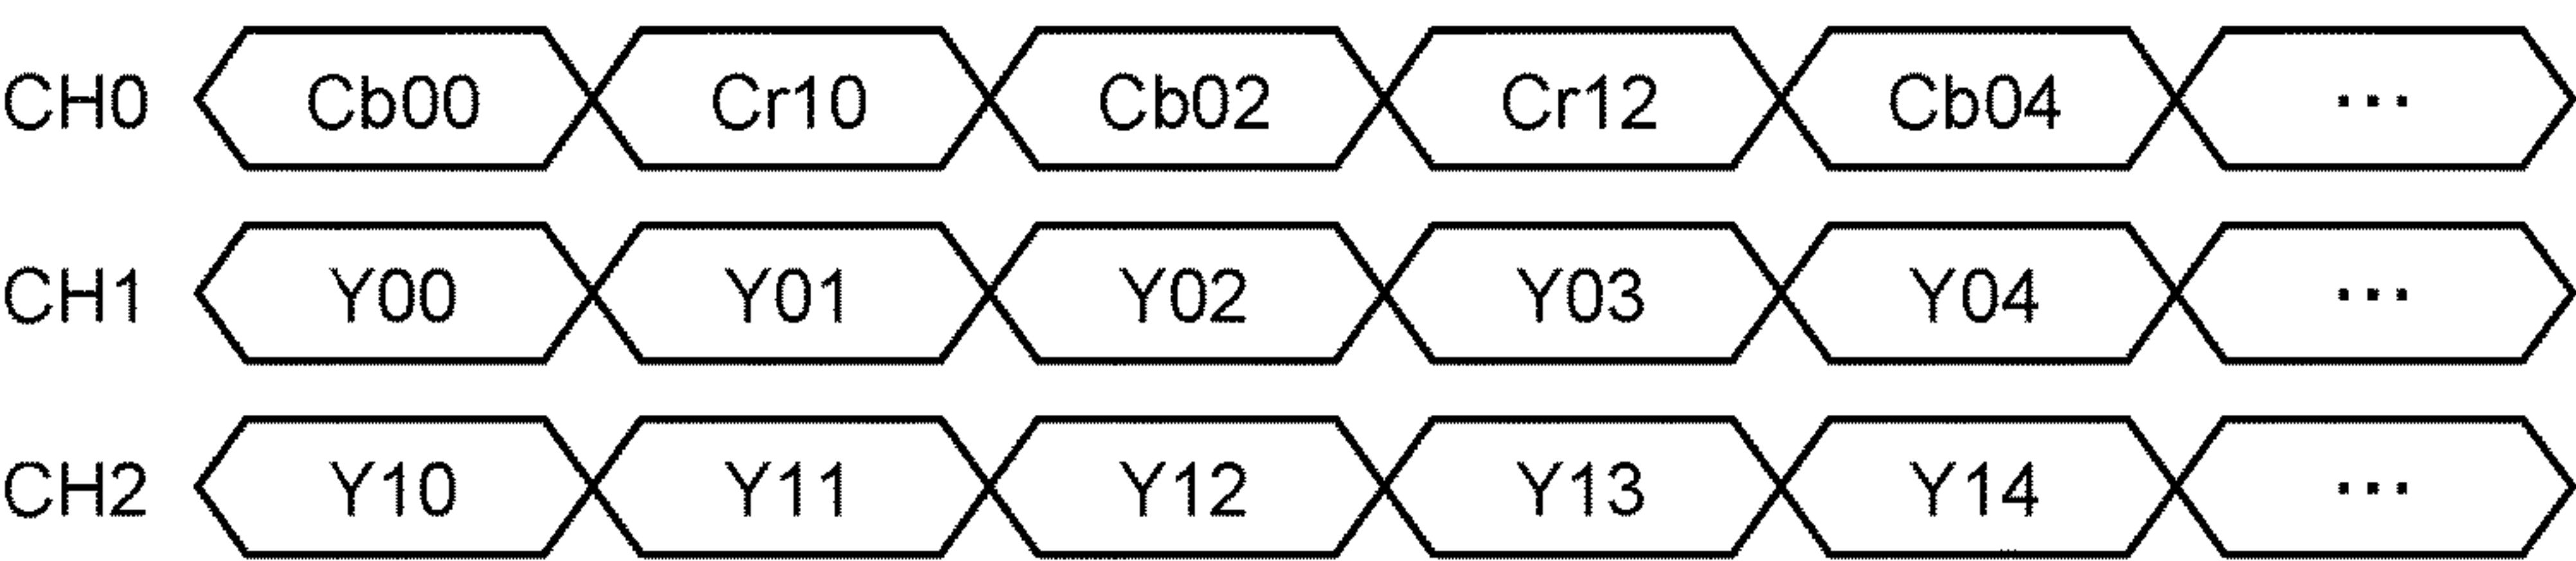 CH0 Cb00 Cr10 Cb02 Cr12 Cb04 ...
CH1 Y00 Y01 Y02 Y03 Y04 ...
CH2 Y10 Y11 Y12 Y13 Y14 ...